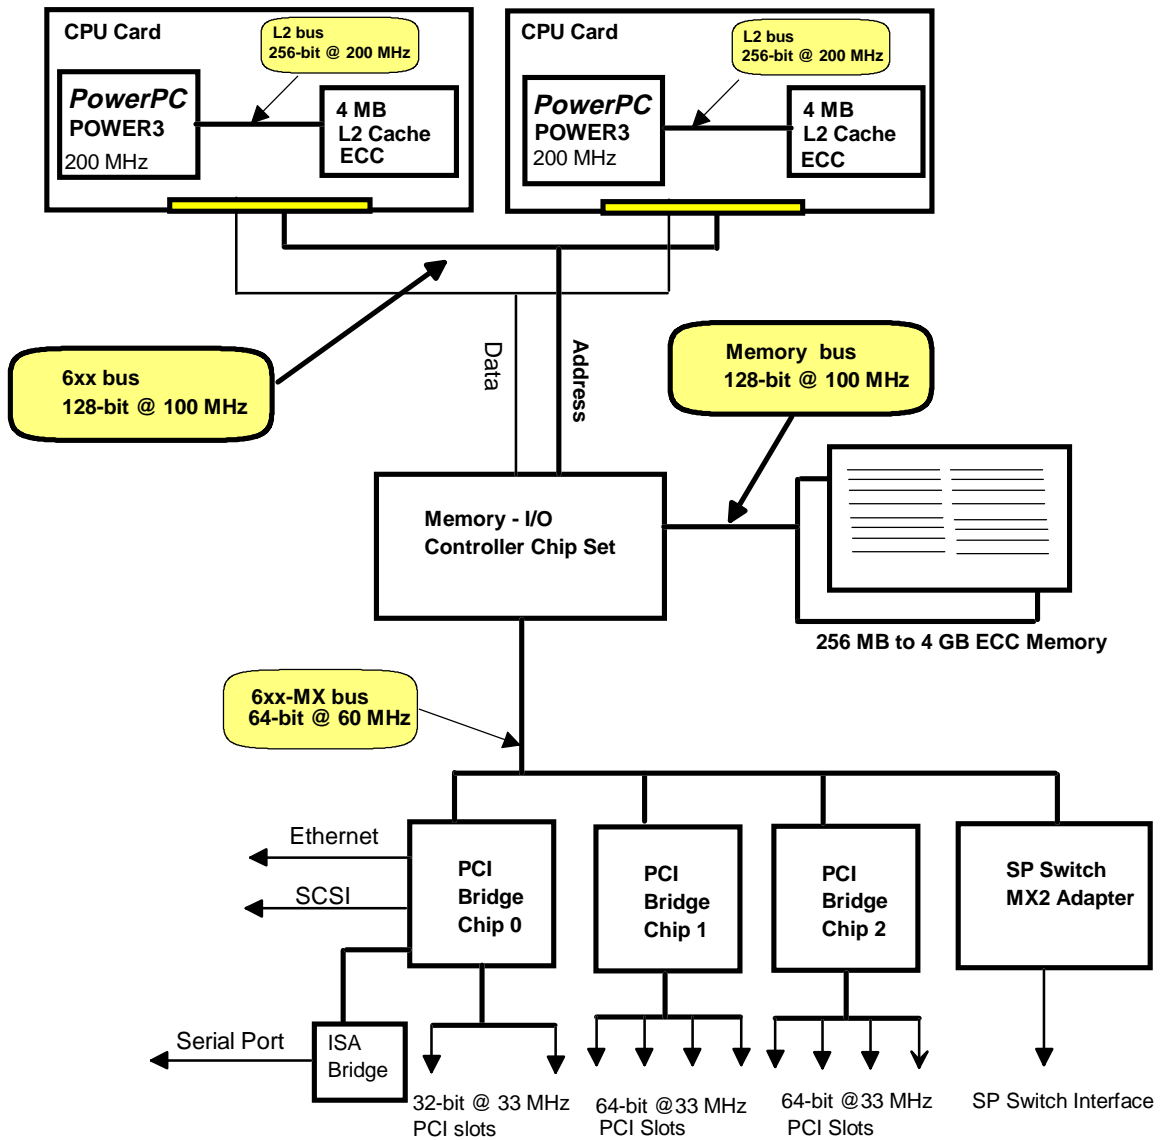 CPU Card
L2 bus
256-bit @ 200 MHz
PowerPC
POWER3
200 MHz
4 MB
L2 Cache
ECC
CPU Card
L2 bus
256-bit @ 200 MHz
PowerPC
POWER3
200 MHz
4 MB
L2 Cache
ECC
6xx bus
128-bit @ 100 MHz
Data
Address
Memory bus
128-bit @ 100 MHz
Memory - I/O
Controller Chip Set
256 MB to 4 GB ECC Memory
6xx-MX bus
64-bit @ 60 MHz
Ethernet
SCSI
PCI
Bridge
Chip 0
PCI
Bridge
Chip 1
PCI
Bridge
Chip 2
SP Switch
MX2 Adapter
Serial Port
ISA
Bridge
32-bit @ 33 MHz
PCI slots
64-bit @33 MHz
PCI Slots
64-bit @33 MHz
PCI Slots
SP Switch Interface